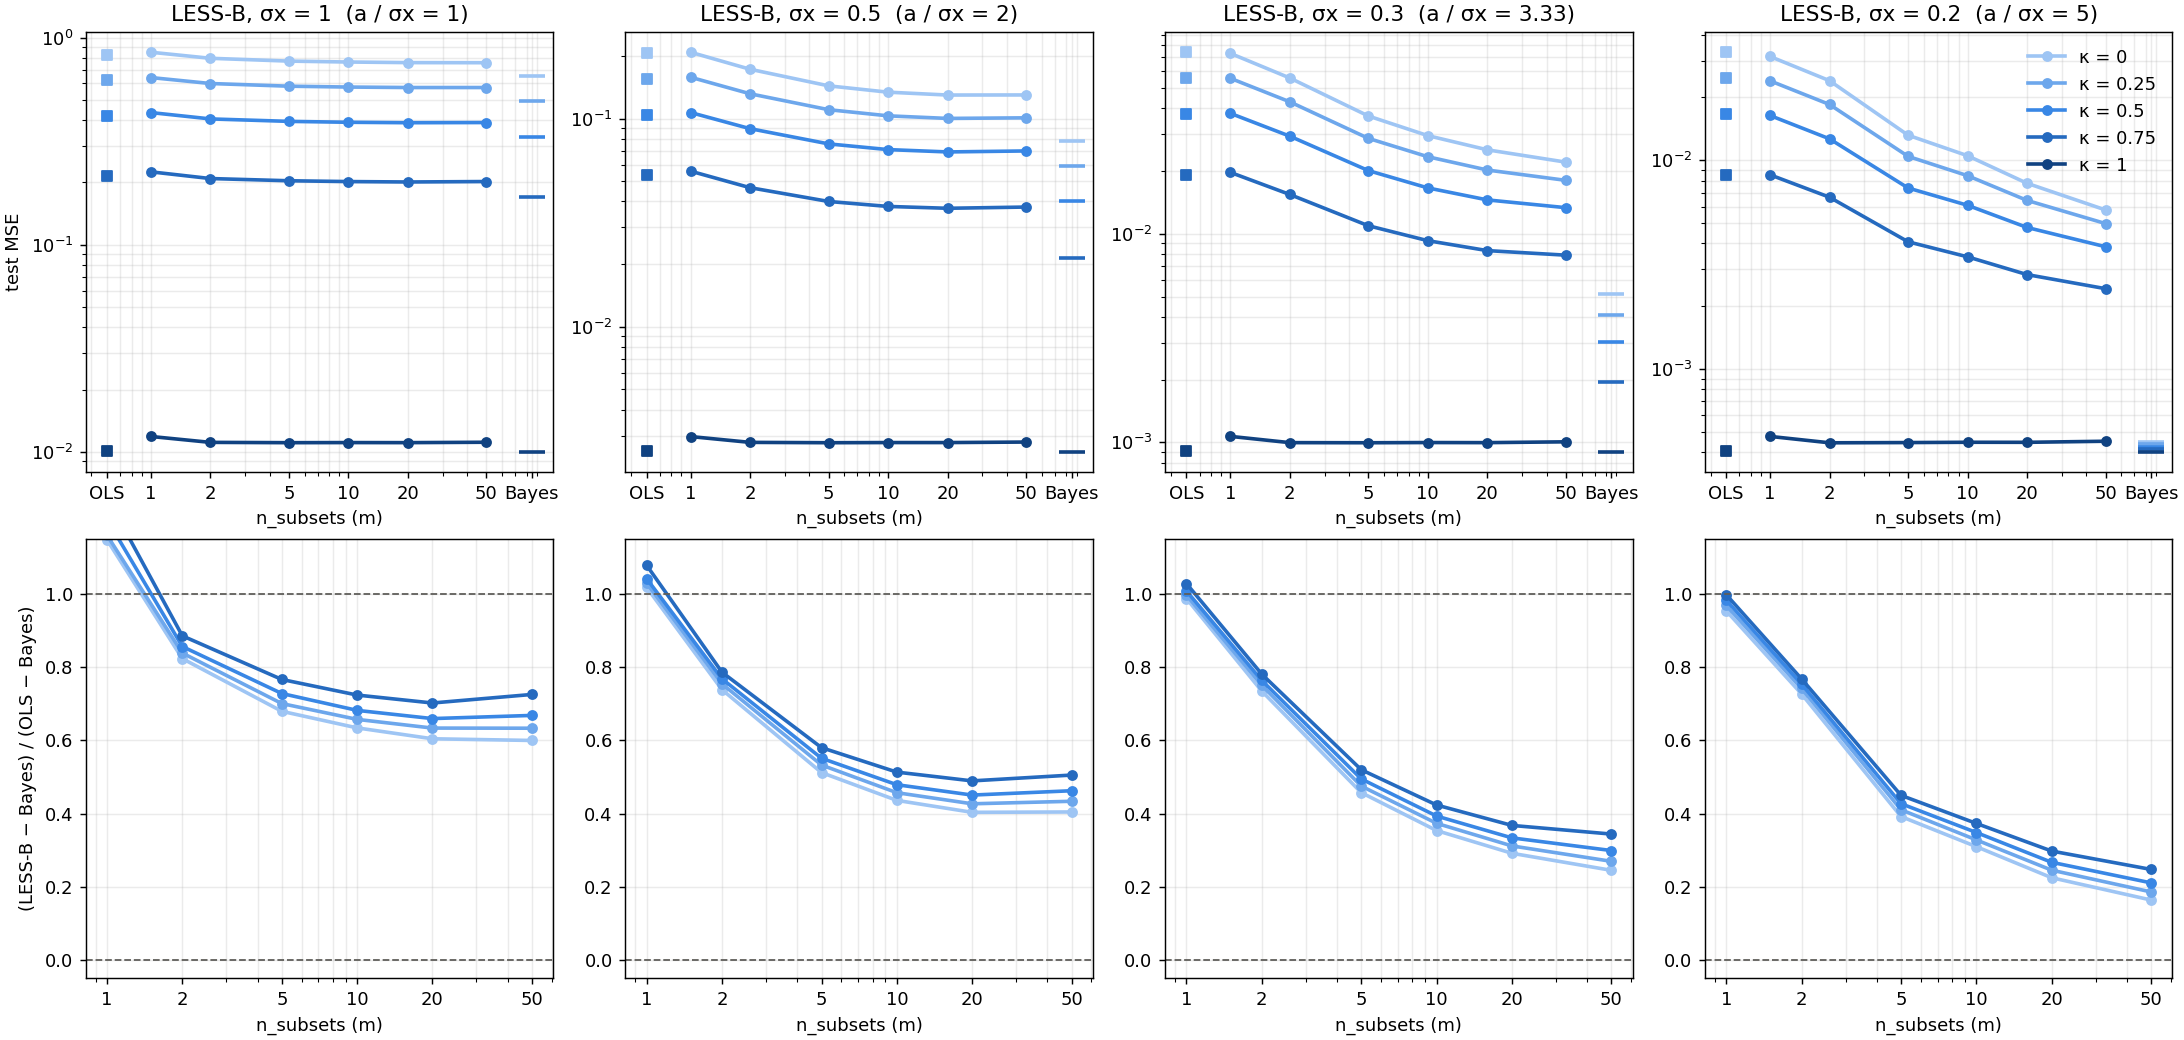 LESS-B, σx = 1  (a / σx = 1)
LESS-B, σx = 0.5  (a / σx = 2)
LESS-B, σx = 0.3  (a / σx = 3.33)
LESS-B, σx = 0.2  (a / σx = 5)
test MSE
10⁰
10⁻¹
10⁻²
OLS 1 2 5 10 20 50 Bayes
n_subsets (m)
10⁻¹
10⁻²
OLS 1 2 5 10 20 50 Bayes
n_subsets (m)
10⁻²
10⁻³
OLS 1 2 5 10 20 50 Bayes
n_subsets (m)
10⁻²
10⁻³
κ = 0
κ = 0.25
κ = 0.5
κ = 0.75
κ = 1
OLS 1 2 5 10 20 50 Bayes
n_subsets (m)
(LESS-B − Bayes) / (OLS − Bayes)
1.0
0.8
0.6
0.4
0.2
0.0
1 2 5 10 20 50
n_subsets (m)
1.0
0.8
0.6
0.4
0.2
0.0
1 2 5 10 20 50
n_subsets (m)
1.0
0.8
0.6
0.4
0.2
0.0
1 2 5 10 20 50
n_subsets (m)
1.0
0.8
0.6
0.4
0.2
0.0
1 2 5 10 20 50
n_subsets (m)